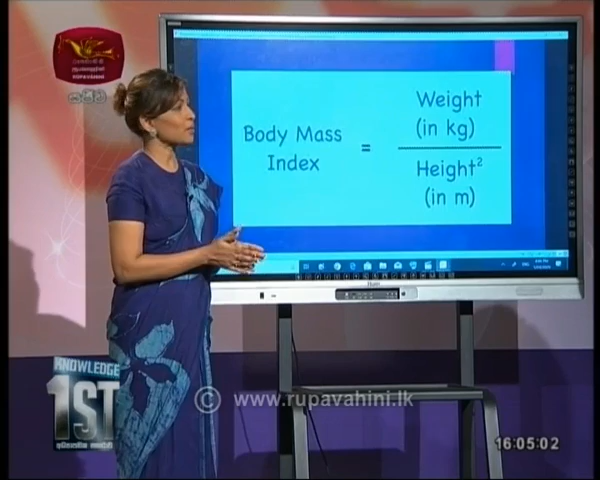 Body Mass
Index
=
Weight
(in kg)
Height²
(in m)
KNOWLEDGE
1ST
© www.rupavahini.lk
16:05:02